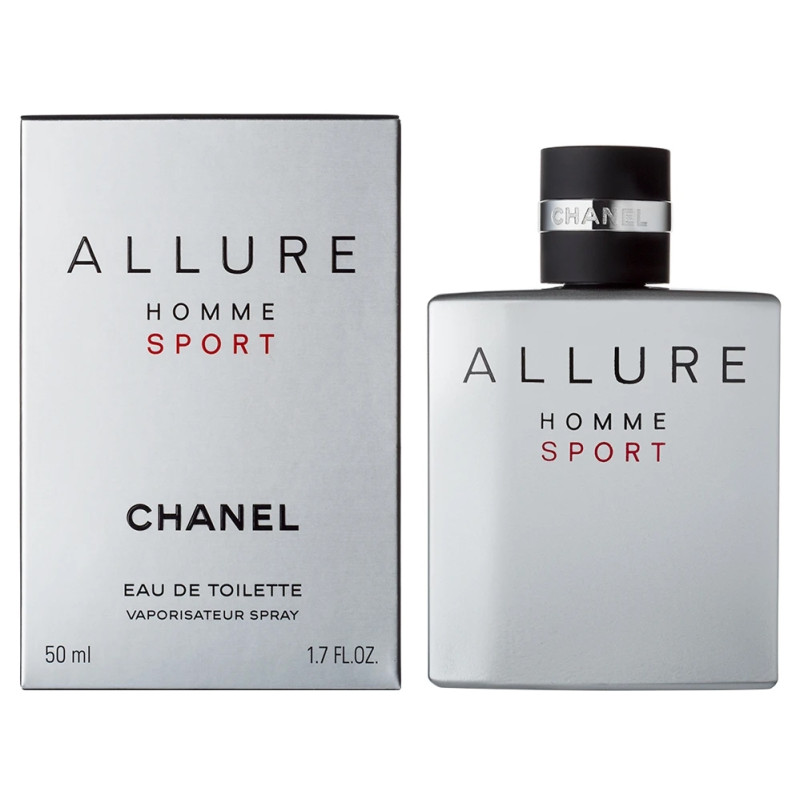 ALLURE
HOMME
SPORT
CHANEL
EAU DE TOILETTE
VAPORISATEUR SPRAY
50 ml 1.7 FL.OZ.
CHANEL
ALLURE
HOMME
SPORT